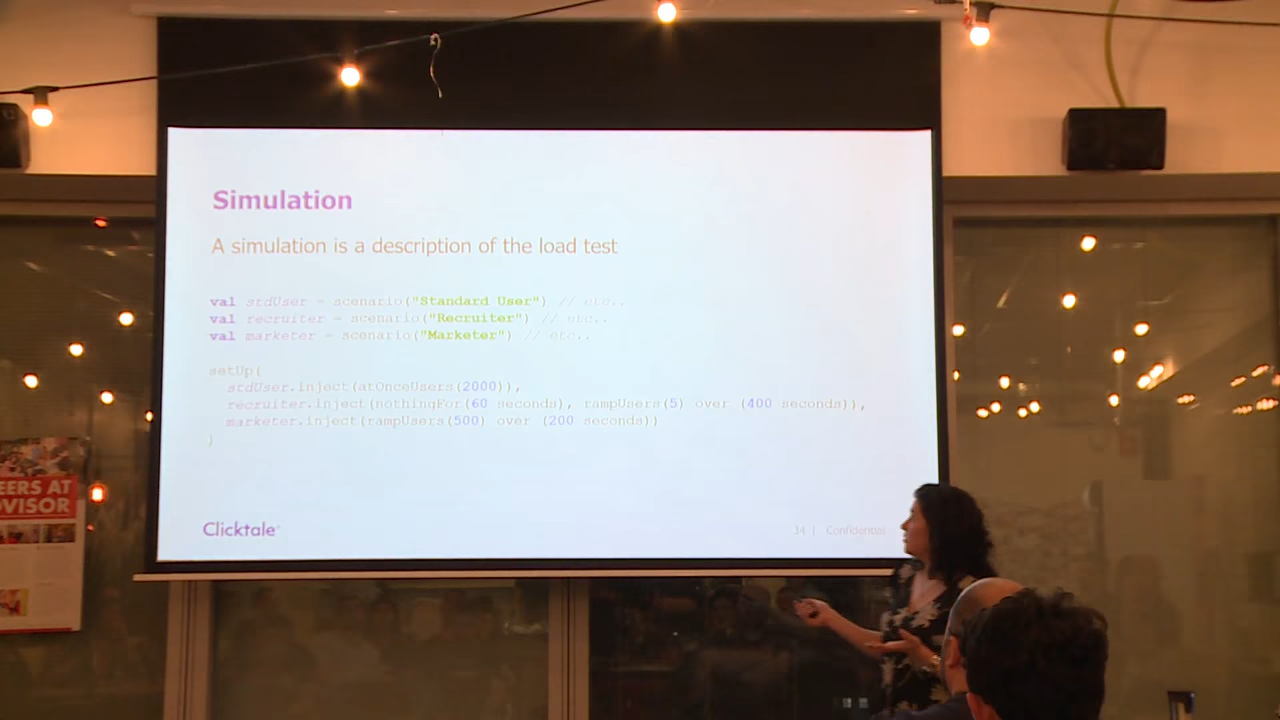 Simulation
A simulation is a description of the load test
val stdUser = scenario("Standard User") // etc..
val recruiter = scenario("Recruiter") // etc..
val marketer = scenario("Marketer") // etc..
setUp(
stdUser.inject(atOnceUsers(2000)),
recruiter.inject(nothingFor(60 seconds), rampUsers(5) over (400 seconds)),
marketer.inject(rampUsers(500) over (200 seconds))
)
Clicktale
34 | Confidential
EERS AT
VISOR